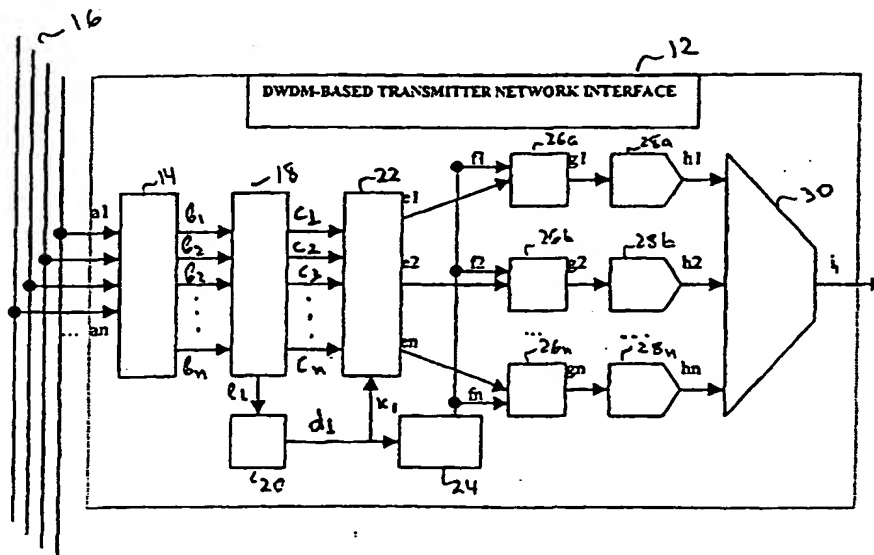 16
12
DWDM-BASED TRANSMITTER NETWORK INTERFACE
14
18
22
26a
28a
30
a1
b1
c1
e1
f1
g1
h1
b2
c2
e2
f2
26b
g2
28b
h2
i1
b3
c3
... an
bn
cn
en
fn
...
26n
gn
...
28n
hn
l1
d1
k1
20
24